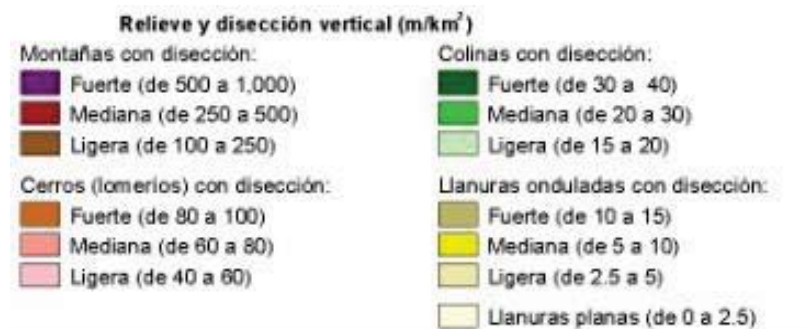 Relieve y disección vertical (m/km²)
Montañas con disección:
Fuerte (de 500 a 1,000)
Mediana (de 250 a 500)
Ligera (de 100 a 250)
Cerros (lomeríos) con disección:
Fuerte (de 80 a 100)
Mediana (de 60 a 80)
Ligera (de 40 a 60)
Colinas con disección:
Fuerte (de 30 a 40)
Mediana (de 20 a 30)
Ligera (de 15 a 20)
Llanuras onduladas con disección:
Fuerte (de 10 a 15)
Mediana (de 5 a 10)
Ligera (de 2.5 a 5)
Llanuras planas (de 0 a 2.5)